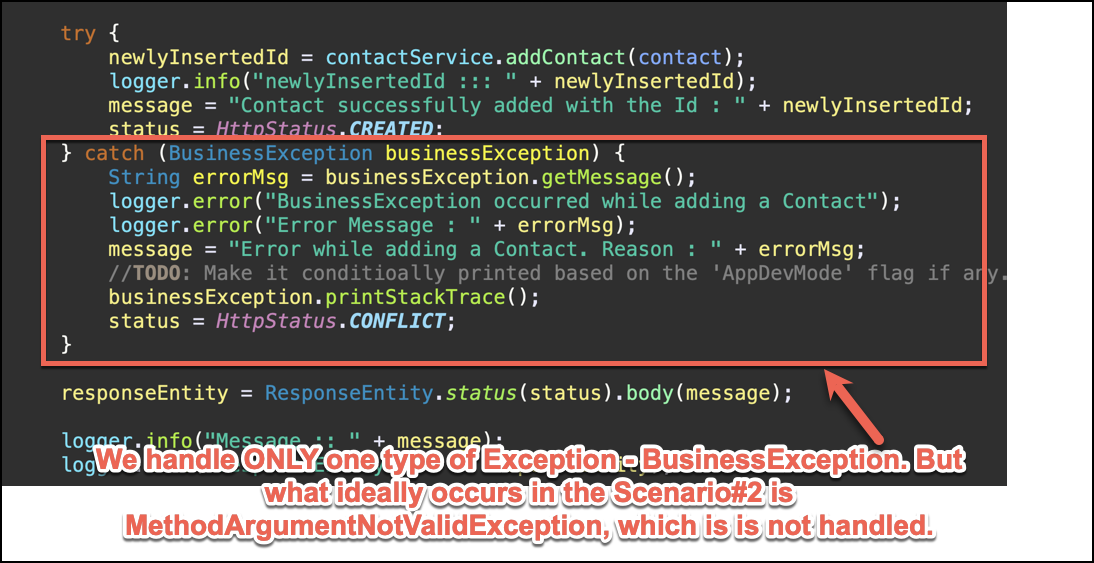 try {
newlyInsertedId = contactService.addContact(contact);
logger.info("newlyInsertedId ::: " + newlyInsertedId);
message = "Contact successfully added with the Id : " + newlyInsertedId;
status = HttpStatus.CREATED;
} catch (BusinessException businessException) {
String errorMsg = businessException.getMessage();
logger.error("BusinessException occurred while adding a Contact");
logger.error("Error Message : " + errorMsg);
message = "Error while adding a Contact. Reason : " + errorMsg;
//TODO: Make it conditioally printed based on the 'AppDevMode' flag if any.
businessException.printStackTrace();
status = HttpStatus.CONFLICT;
}
responseEntity = ResponseEntity.status(status).body(message);
logger.info("Message :: " + message);
We handle ONLY one type of Exception - BusinessException. But
what ideally occurs in the Scenario#2 is
MethodArgumentNotValidException, which is is not handled.